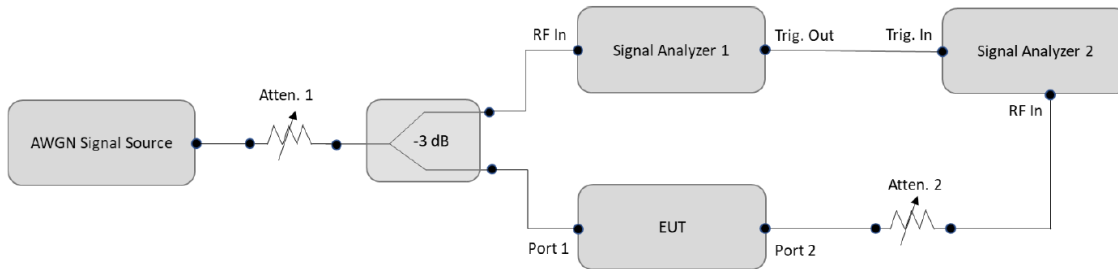 RF In
Signal Analyzer 1
Trig. Out
Trig. In
Signal Analyzer 2
RF In
Atten. 1
AWGN Signal Source
-3 dB
Atten. 2
Port 1
EUT
Port 2